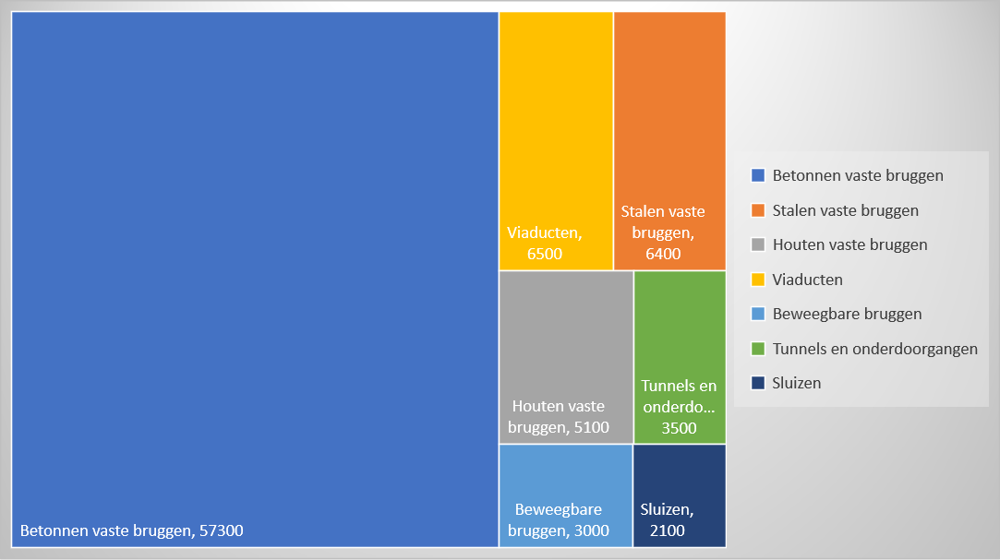 Betonnen vaste bruggen, 57300
Viaducten,
6500
Stalen vaste
bruggen,
6400
Houten vaste
bruggen, 5100
Tunnels en
onderdo...
3500
Beweegbare
bruggen, 3000
Sluizen,
2100
Betonnen vaste bruggen
Stalen vaste bruggen
Houten vaste bruggen
Viaducten
Beweegbare bruggen
Tunnels en onderdoorgangen
Sluizen